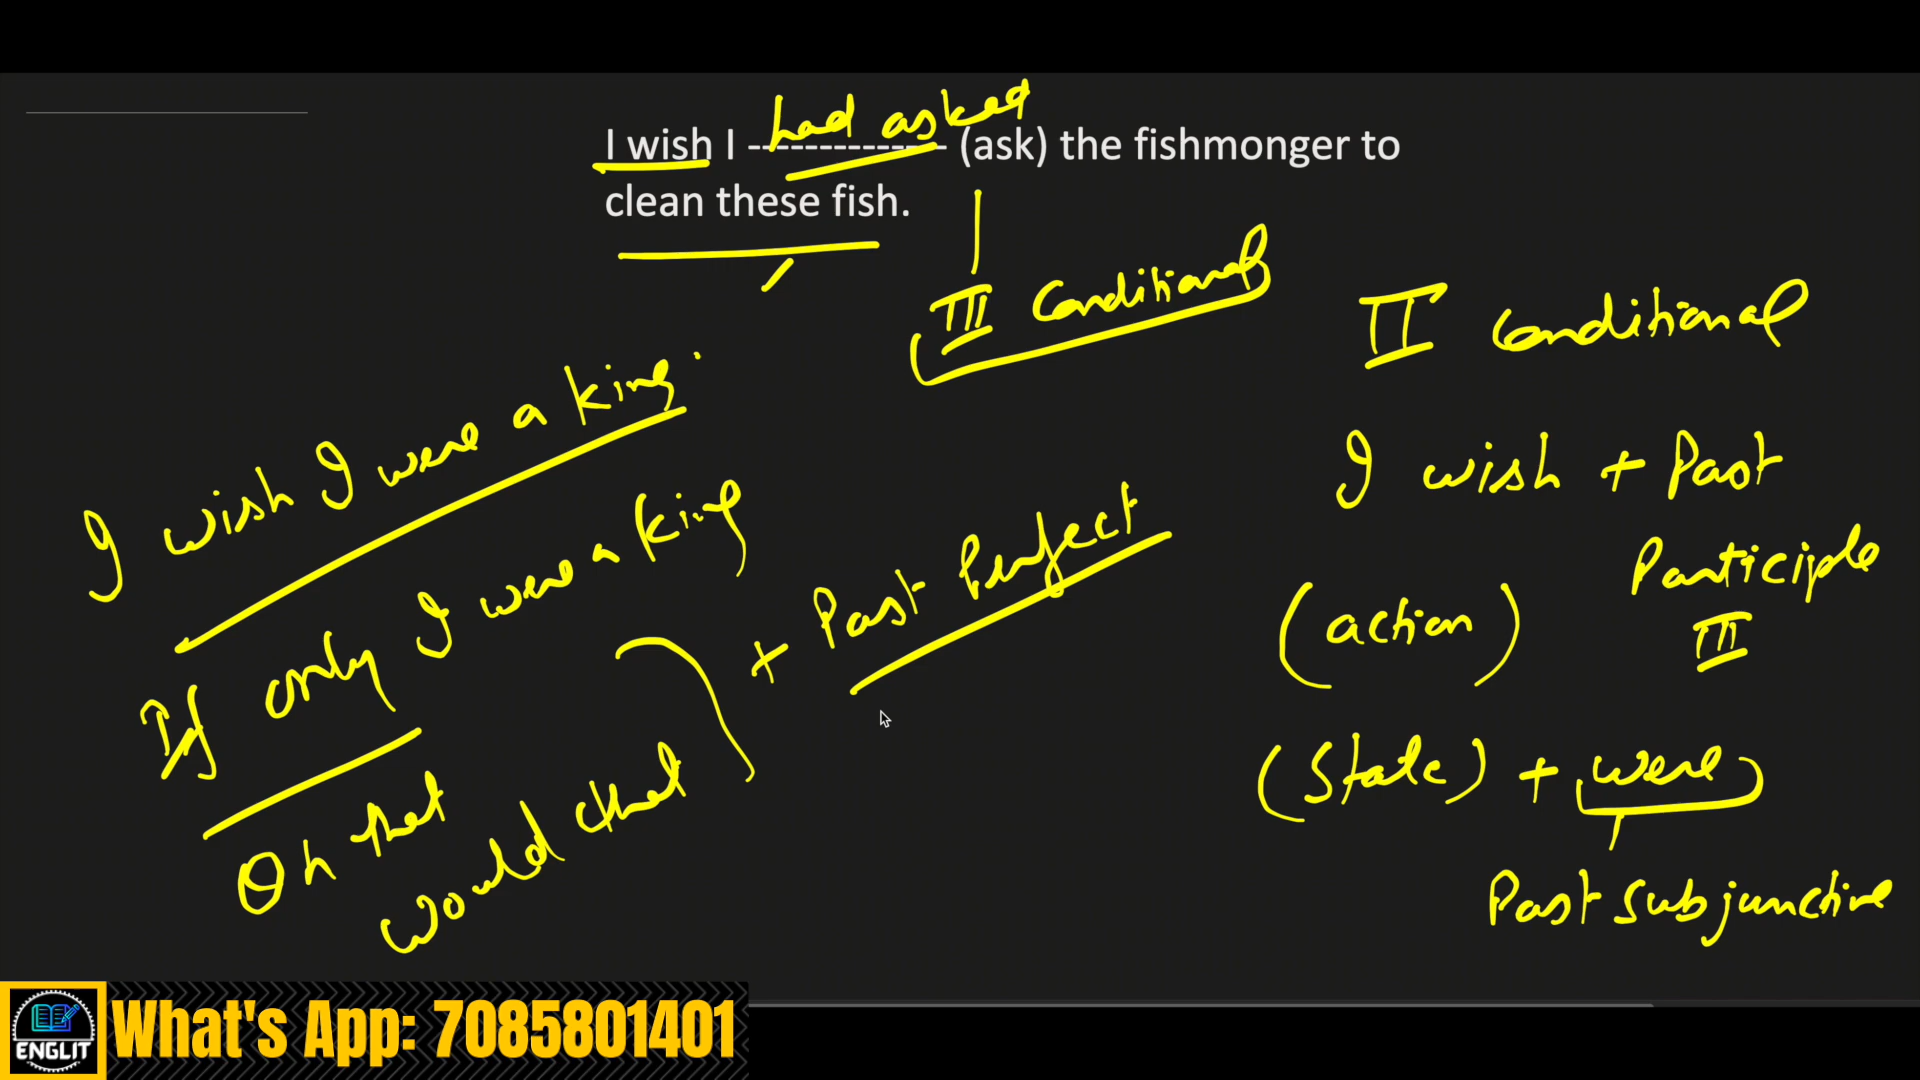 had asked
I wish I -------------- (ask) the fishmonger to
clean these fish.
III Conditional
II Conditional
I wish I were a king.
I wish + Past
Participle
III
If only I were a king
+ Past Perfect
(action)
Oh that
would that
(State) + were
Past Subjunctive
ENGLIT
What's App: 7085801401